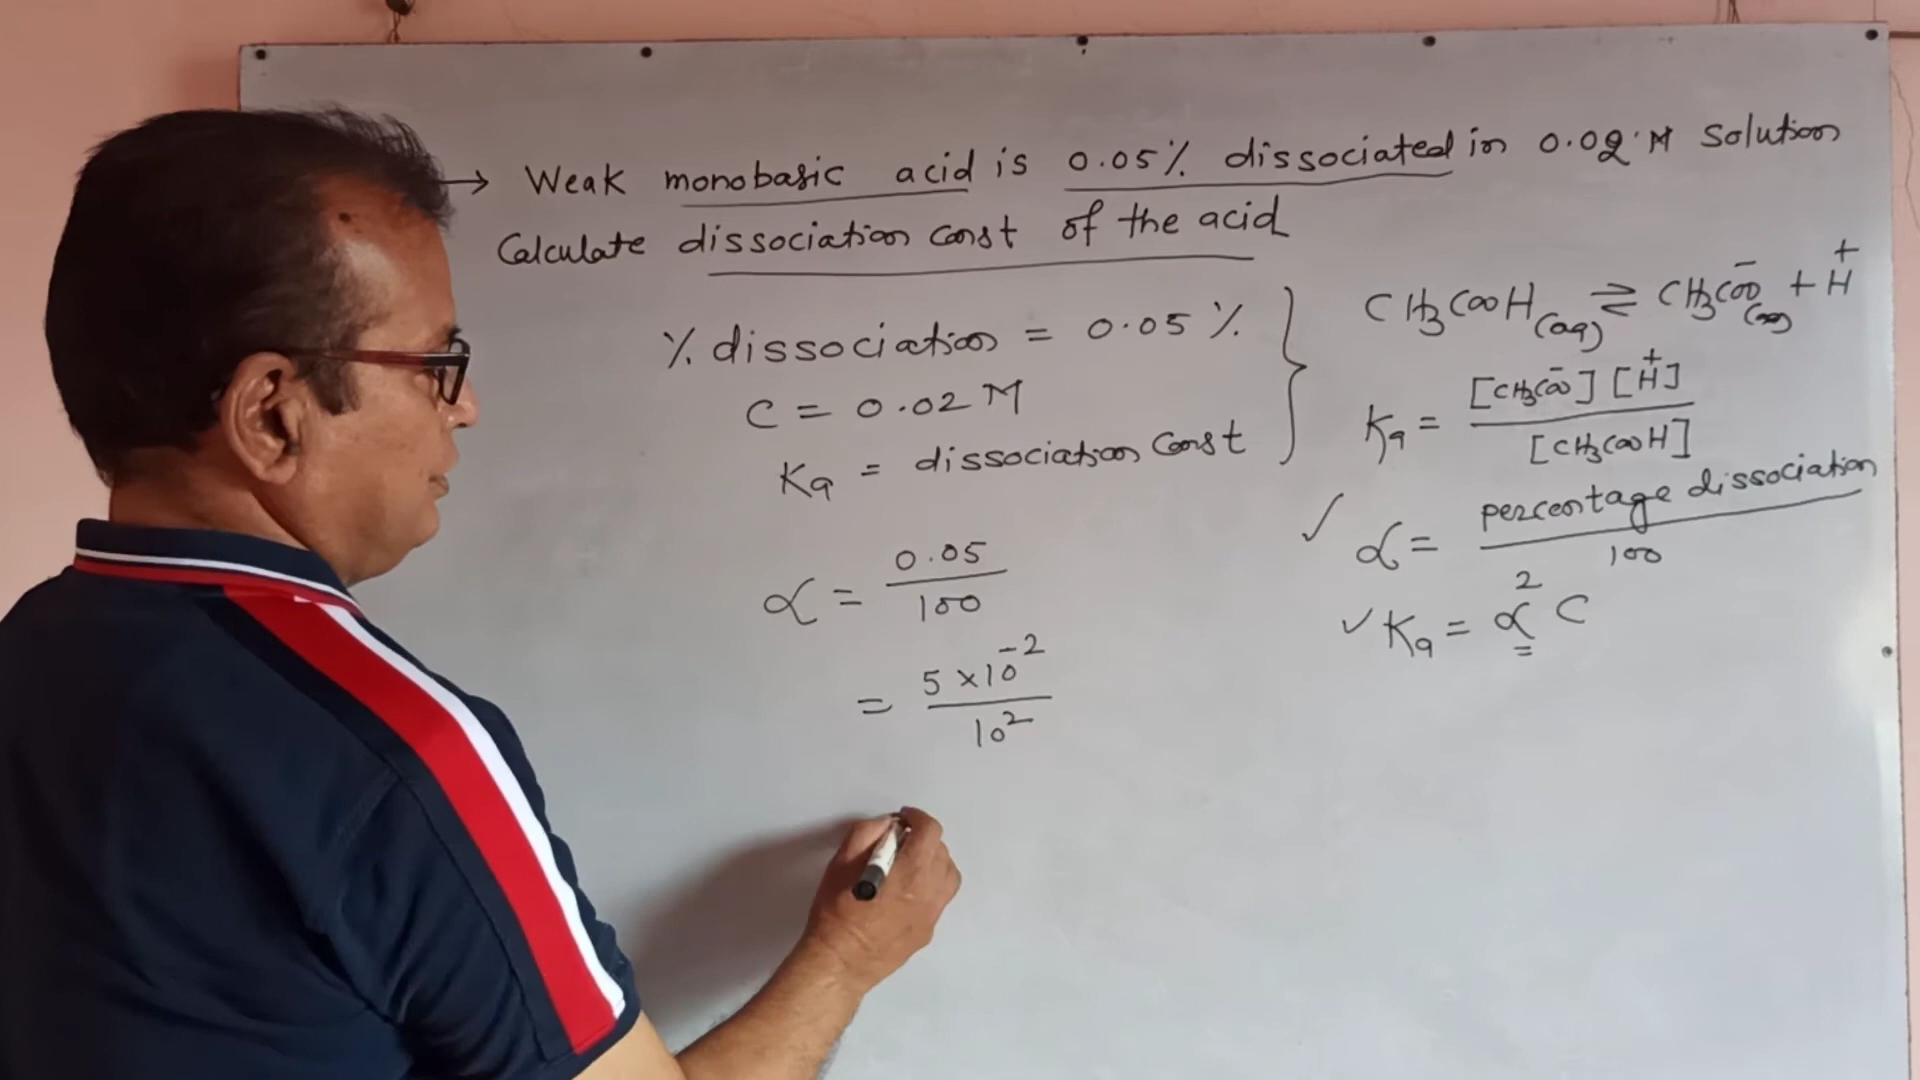 → Weak monobasic acid is 0.05% dissociated in 0.02 M Solution
Calculate dissociation const of the acid
% dissociation = 0.05 %
C = 0.02 M
Ka = dissociation Const
α = 0.05 / 100
= 5 × 10⁻² / 10²
CH₃COOH(aq) ⇌ CH₃COO⁻(aq) + H⁺
Ka = [CH₃COO⁻] [H⁺] / [CH₃COOH]
✓ α = percentage dissociation / 100
✓ Ka = α² C